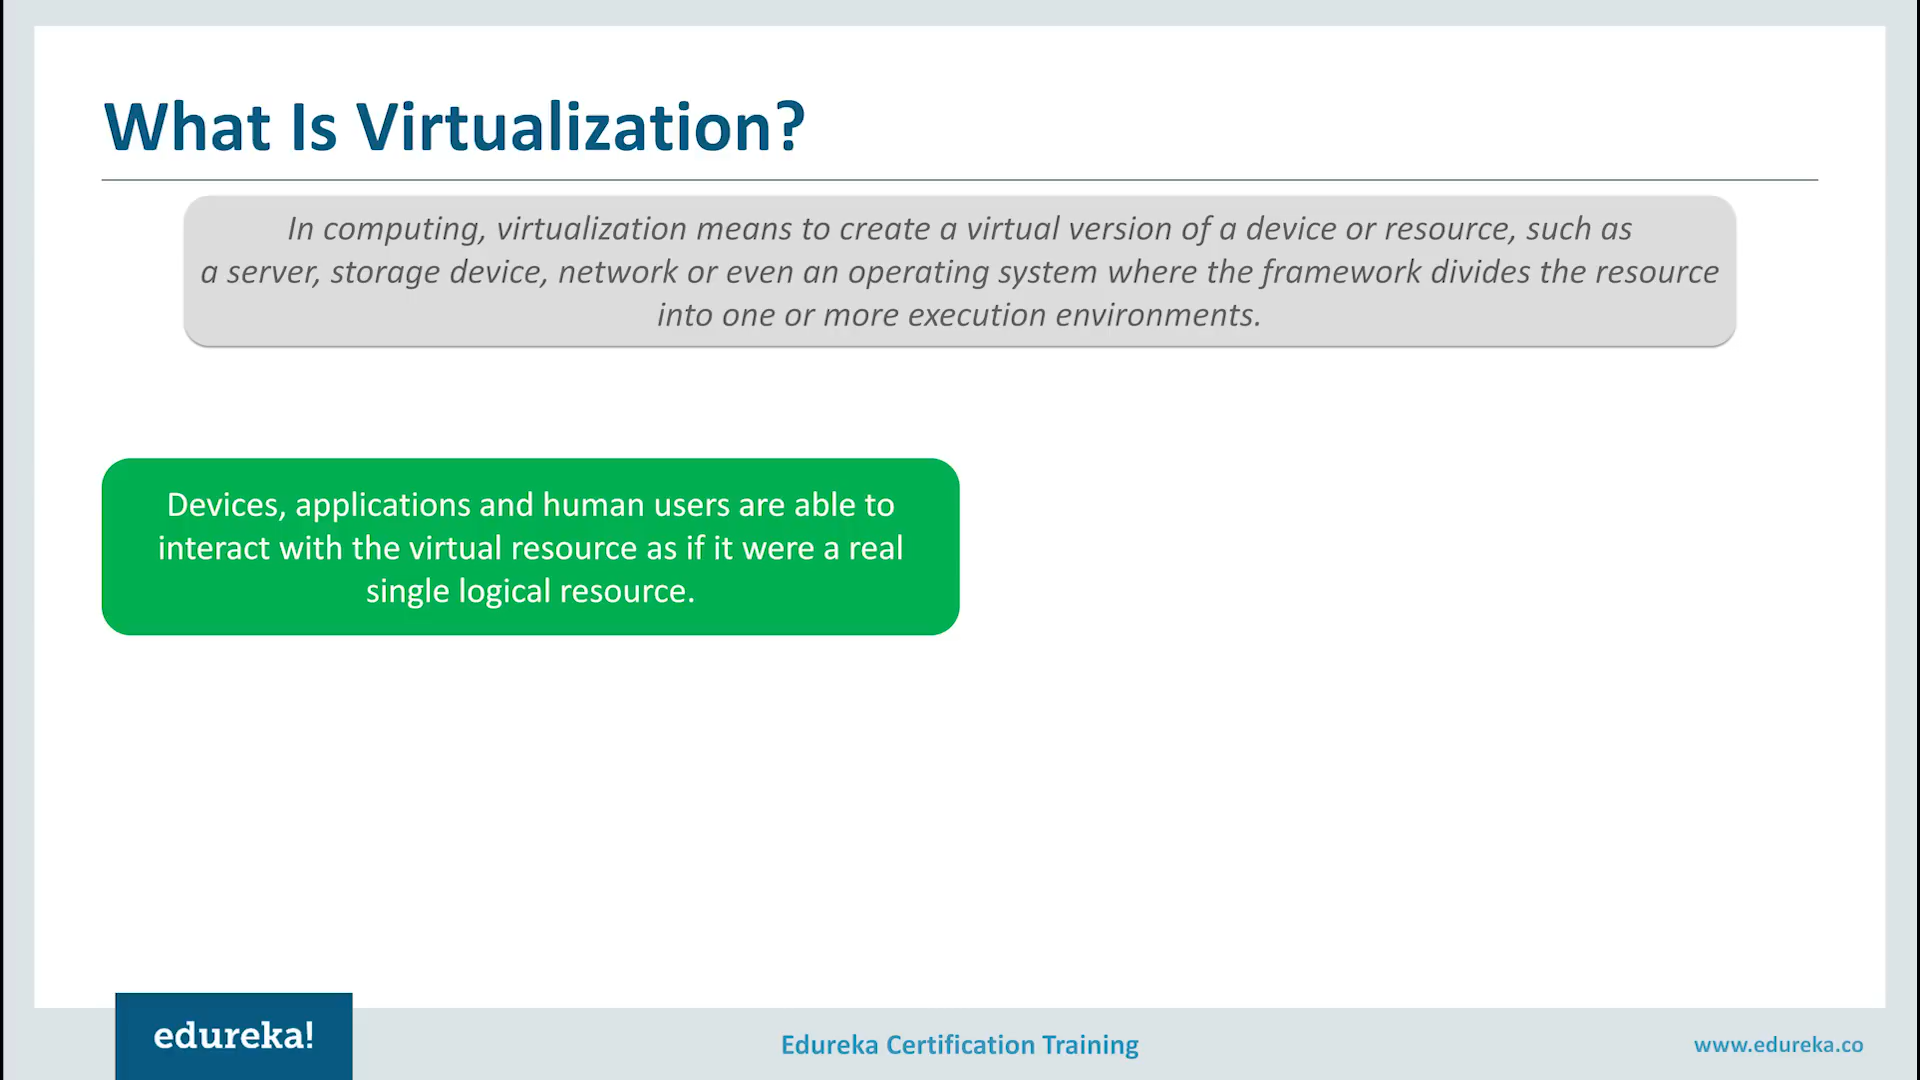 What Is Virtualization?
In computing, virtualization means to create a virtual version of a device or resource, such as
a server, storage device, network or even an operating system where the framework divides the resource
into one or more execution environments.
Devices, applications and human users are able to
interact with the virtual resource as if it were a real
single logical resource.
edureka!
Edureka Certification Training
www.edureka.co